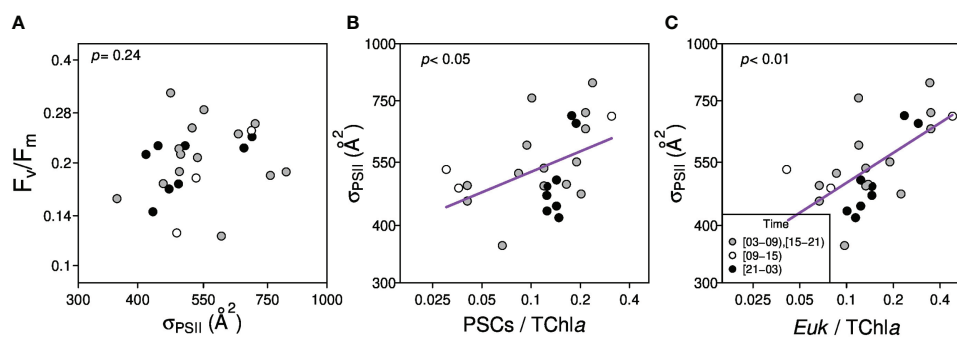 A
p= 0.24
0.4
0.28
0.2
0.14
0.1
Fv/Fm
300
400
550
750
1000
σPSII (Å²)
B
p< 0.05
1000
750
550
400
300
σPSII (Å²)
0.025
0.05
0.1
0.2
0.4
PSCs / TChla
C
p< 0.01
1000
750
550
400
300
σPSII (Å²)
Time
[03−09),[15−21)
[09−15)
[21−03)
0.025
0.05
0.1
0.2
0.4
Euk / TChla